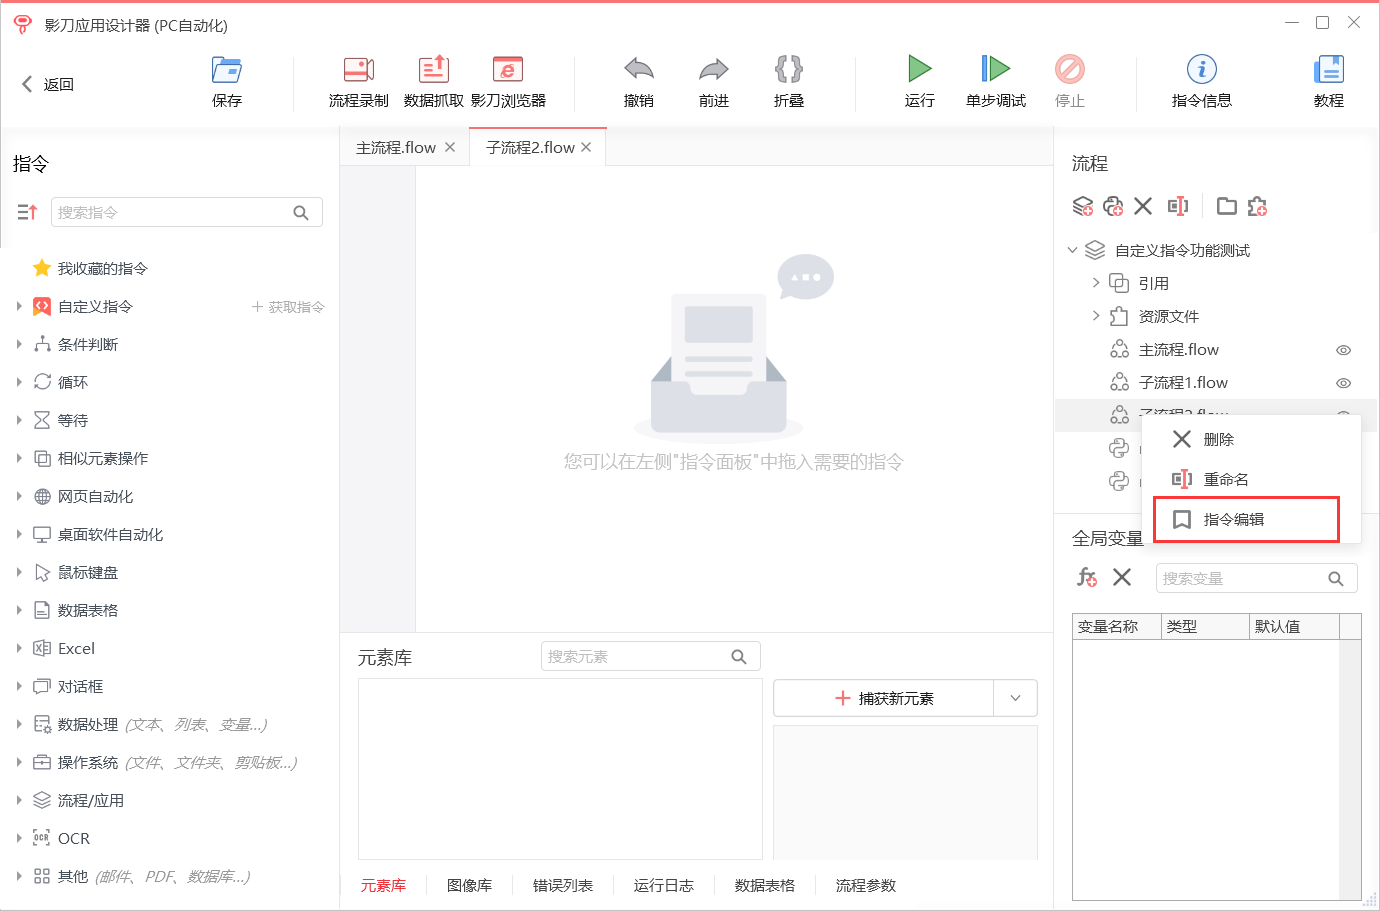 影刀应用设计器 (PC自动化)
返回
保存
流程录制
数据抓取
影刀浏览器
撤销
前进
折叠
运行
单步调试
停止
指令信息
教程
指令
搜索指令
我收藏的指令
自定义指令
获取指令
条件判断
循环
等待
相似元素操作
网页自动化
桌面软件自动化
鼠标键盘
数据表格
Excel
对话框
数据处理 (文本、列表、变量...)
操作系统 (文件、文件夹、剪贴板...)
流程/应用
OCR
其他 (邮件、PDF、数据库...)
主流程.flow
子流程2.flow
您可以在左侧"指令面板"中拖入需要的指令
元素库
搜索元素
捕获新元素
元素库
图像库
错误列表
运行日志
数据表格
流程参数
流程
自定义指令功能测试
引用
资源文件
主流程.flow
子流程1.flow
子流程2.flow
删除
重命名
指令编辑
全局变量
搜索变量
变量名称
类型
默认值